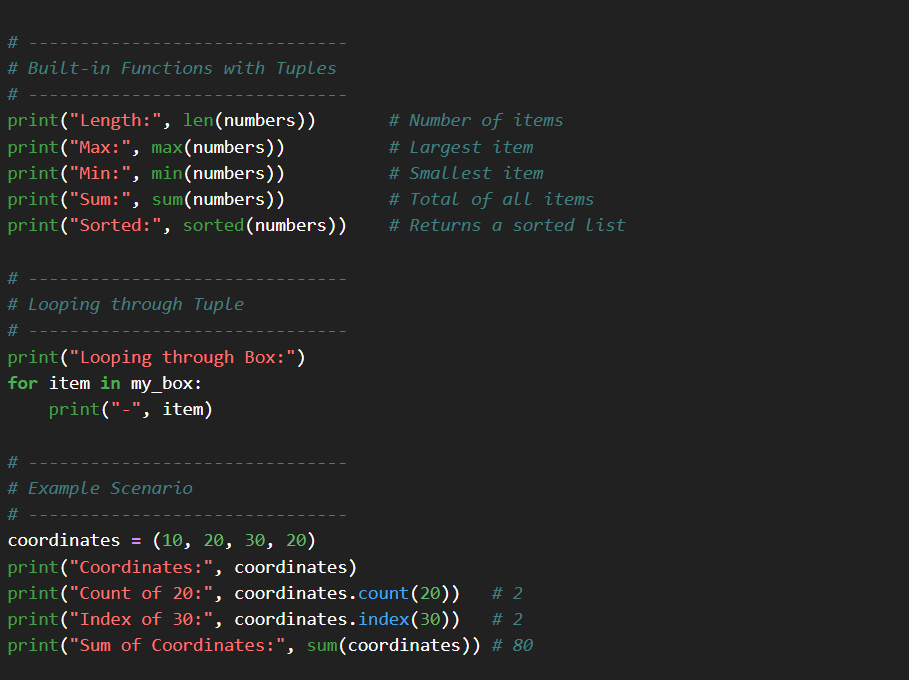 # -------------------------------
# Built-in Functions with Tuples
# -------------------------------
print("Length:", len(numbers))       # Number of items
print("Max:", max(numbers))          # Largest item
print("Min:", min(numbers))          # Smallest item
print("Sum:", sum(numbers))          # Total of all items
print("Sorted:", sorted(numbers))    # Returns a sorted list
# -------------------------------
# Looping through Tuple
# -------------------------------
print("Looping through Box:")
for item in my_box:
    print("-", item)
# -------------------------------
# Example Scenario
# -------------------------------
coordinates = (10, 20, 30, 20)
print("Coordinates:", coordinates)
print("Count of 20:", coordinates.count(20))   # 2
print("Index of 30:", coordinates.index(30))   # 2
print("Sum of Coordinates:", sum(coordinates)) # 80